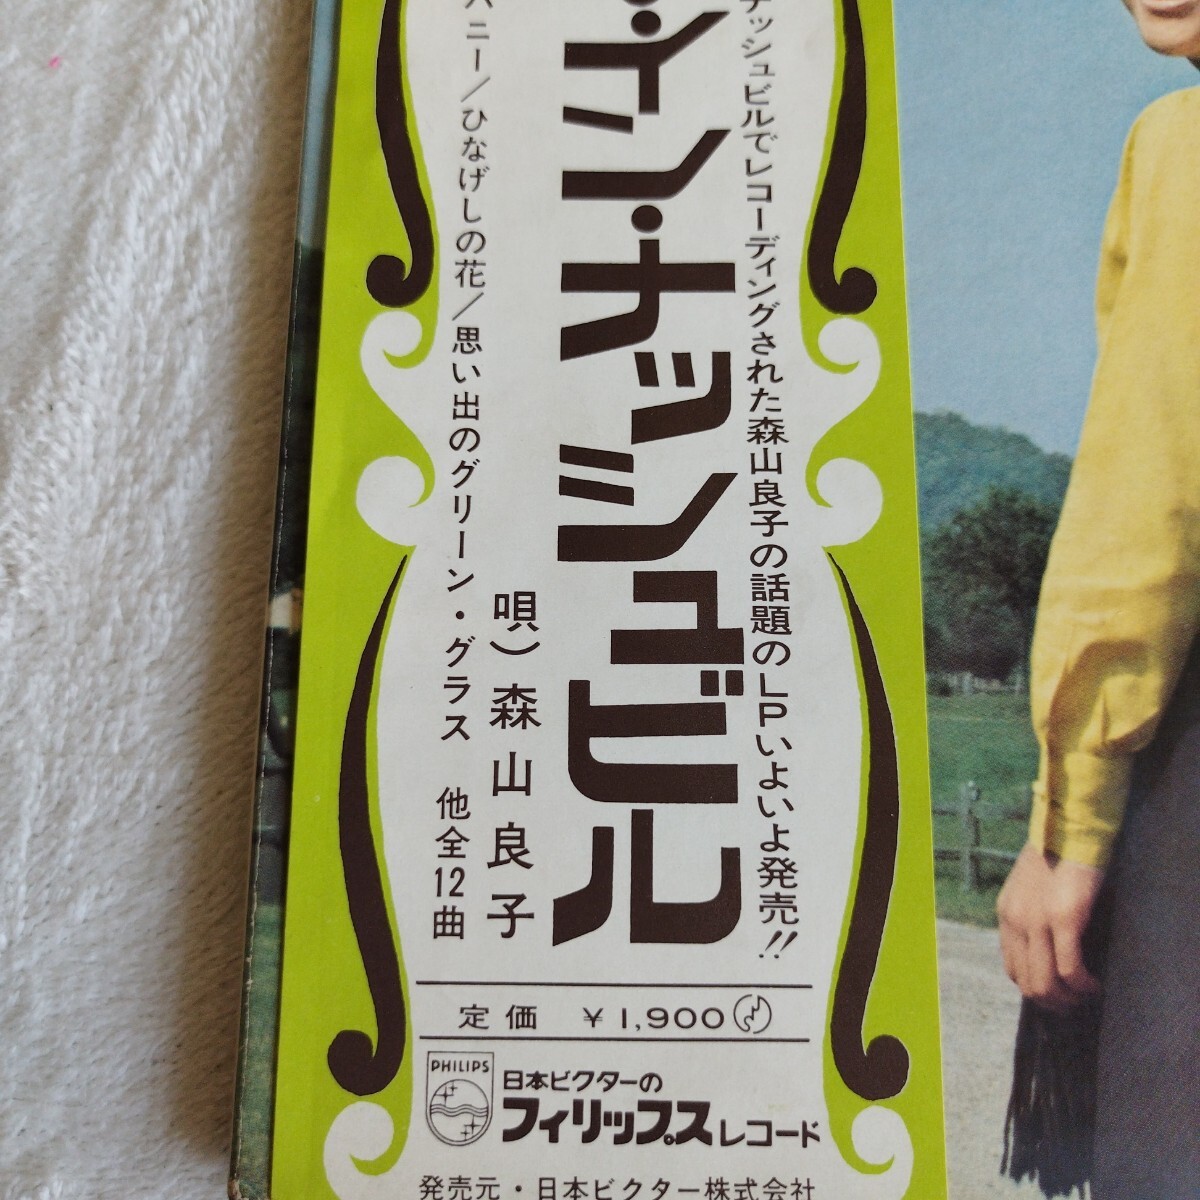 ナッシュビルでレコーディングされた森山良子の話題のLPいよいよ発売!!
・イン・ナッシュビル
唄)森山良子
ハニー/ひなげしの花/思い出のグリーン・グラス 他全12曲
定価 ¥1,900
PHILIPS
日本ビクターの
フィリップスレコード
発売元・日本ビクター株式会社